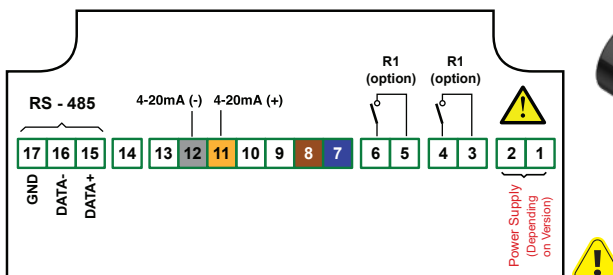 R1
(option)
R1
(option)
RS - 485
4-20mA (-)
4-20mA (+)
17 16 15 14 13 12 11 10 9 8 7 6 5 4 3 2 1
GND
DATA-
DATA+
Power Supply
(Depending
on Version)